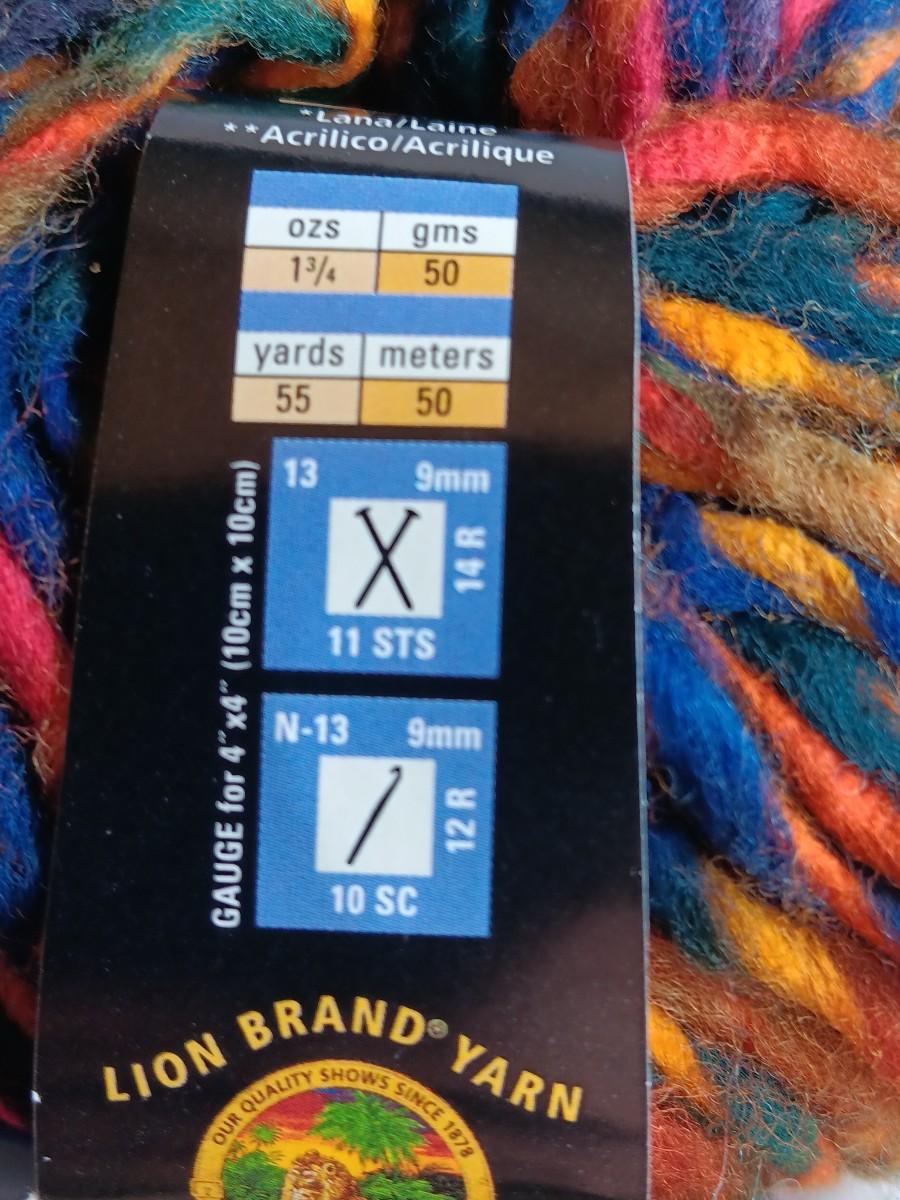 *Lana/Laine
**Acrilico/Acrilique
ozs gms
1¾ 50
yards meters
55 50
GAUGE for 4"x4" (10cm x 10cm)
13 9mm
14 R
11 STS
N-13 9mm
12 R
10 SC
LION BRAND® YARN
OUR QUALITY SHOWS SINCE 1878